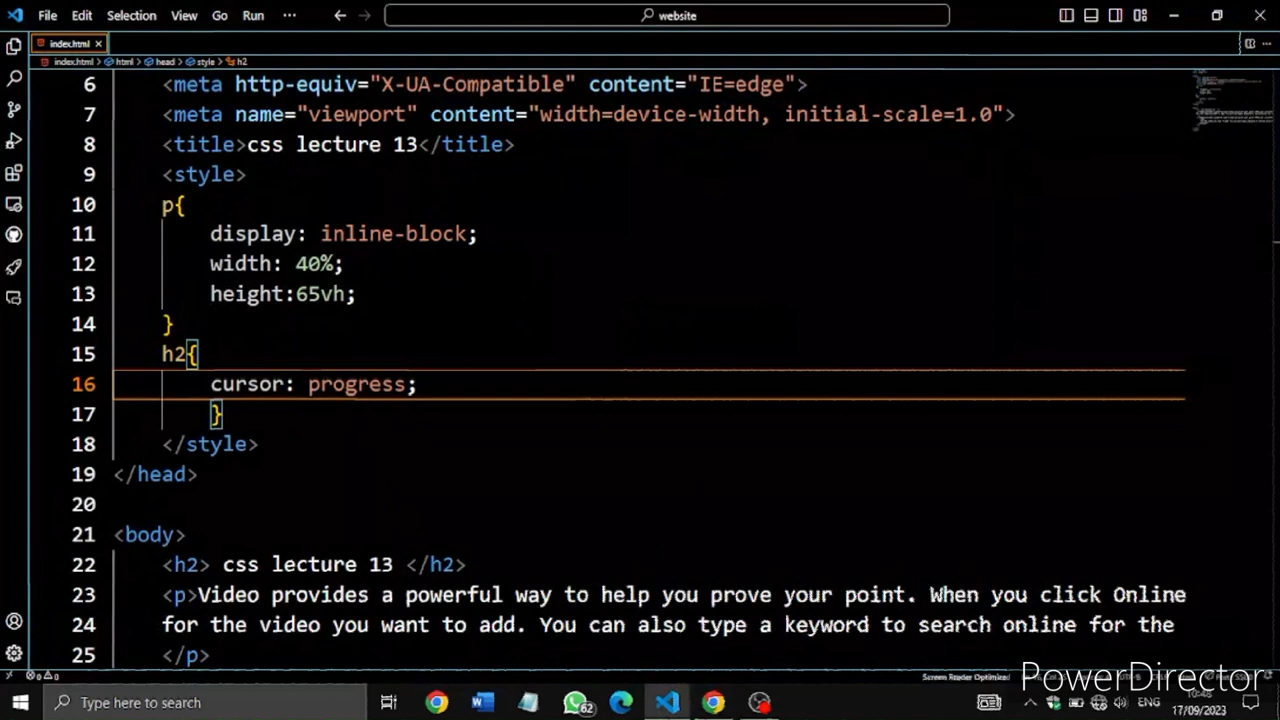 File Edit Selection View Go Run ··· website
index.html
index.html > html > head > style > h2
6 <meta http-equiv="X-UA-Compatible" content="IE=edge">
7 <meta name="viewport" content="width=device-width, initial-scale=1.0">
8 <title>css lecture 13</title>
9 <style>
10 p{
11 display: inline-block;
12 width: 40%;
13 height:65vh;
14 }
15 h2{
16 cursor: progress;
17 }
18 </style>
19 </head>
20
21 <body>
22 <h2> css lecture 13 </h2>
23 <p>Video provides a powerful way to help you prove your point. When you click Online
24 for the video you want to add. You can also type a keyword to search online for the
25 </p>
0 0
Screen Reader Optimized
PowerDirector
Type here to search
62
ENG
10:48
17/09/2023